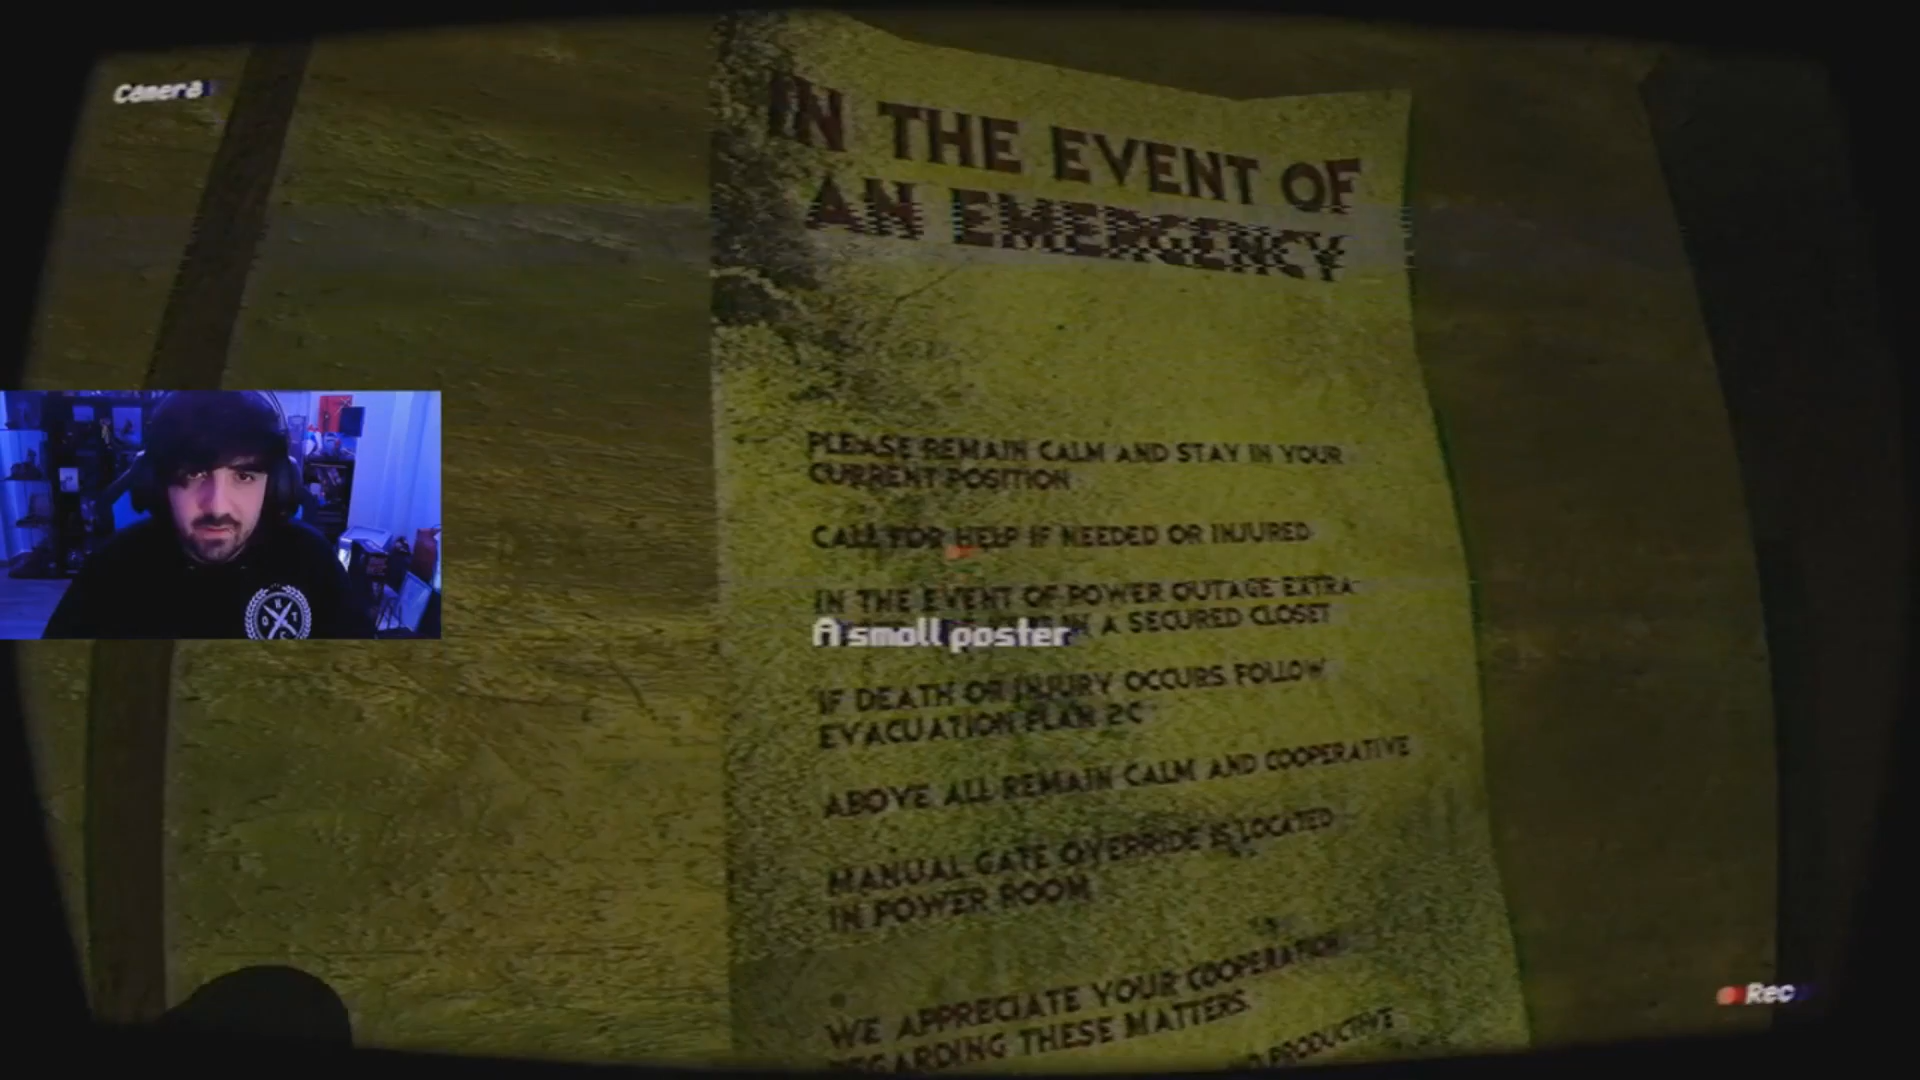 Camera
IN THE EVENT OF
AN EMERGENCY
PLEASE REMAIN CALM AND STAY IN YOUR
CURRENT POSITION
CALL FOR HELP IF NEEDED OR INJURED
IN THE EVENT OF POWER OUTAGE EXTRA
A SECURED CLOSET
A small poster
IF DEATH OR INJURY OCCURS FOLLOW
EVACUATION PLAN 2C
ABOVE ALL REMAIN CALM AND COOPERATIVE
MANUAL GATE OVERRIDE IS LOCATED
IN POWER ROOM
WE APPRECIATE YOUR COOPERATION
REGARDING THESE MATTERS.
PRODUCTIVE
Rec